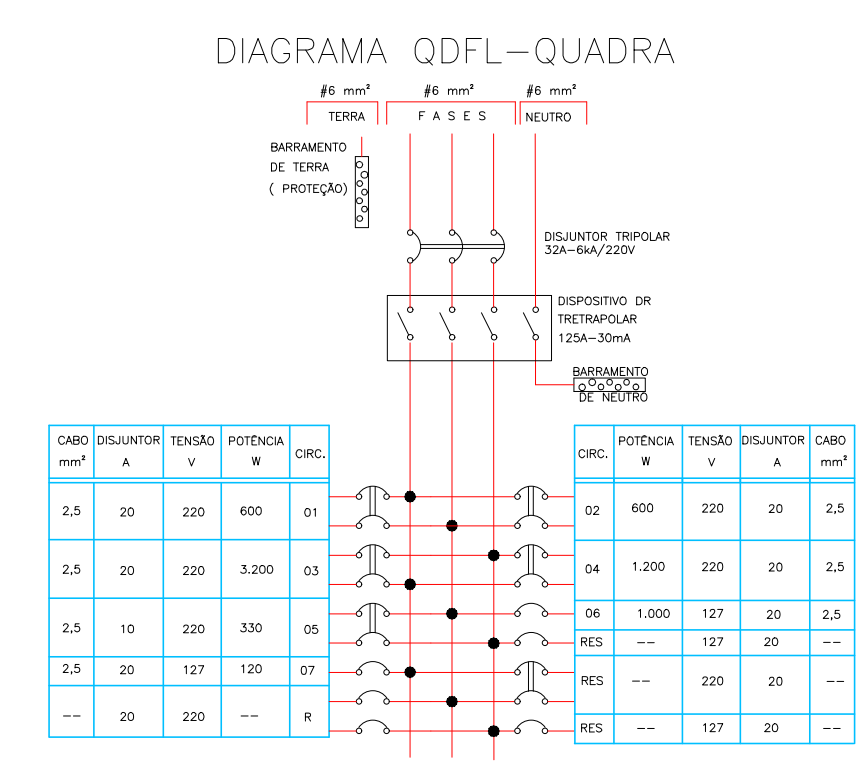 DIAGRAMA QDFL-QUADRA
#6 mm² #6 mm² #6 mm²
TERRA F A S E S NEUTRO
BARRAMENTO
DE TERRA
( PROTEÇÃO)
DISJUNTOR TRIPOLAR
32A-6kA/220V
DISPOSITIVO DR
TRETRAPOLAR
125A-30mA
BARRAMENTO
DE NEUTRO
CABO DISJUNTOR TENSÃO POTÊNCIA CIRC.
mm² A V W
2,5 20 220 600 01
2,5 20 220 3.200 03
2,5 10 220 330 05
2,5 20 127 120 07
-- 20 220 -- R
CIRC. POTÊNCIA TENSÃO DISJUNTOR CABO
W V A mm²
02 600 220 20 2,5
04 1.200 220 20 2,5
06 1.000 127 20 2,5
RES -- 127 20 --
RES -- 220 20 --
RES -- 127 20 --